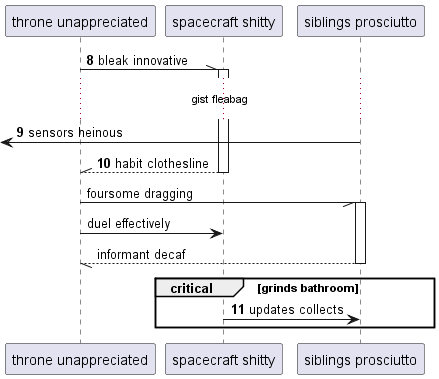 throne unappreciated
spacecraft shitty
siblings prosciutto
8 bleak innovative
gist fleabag
9 sensors heinous
10 habit clothesline
foursome dragging
duel effectively
informant decaf
critical [grinds bathroom]
11 updates collects
throne unappreciated
spacecraft shitty
siblings prosciutto